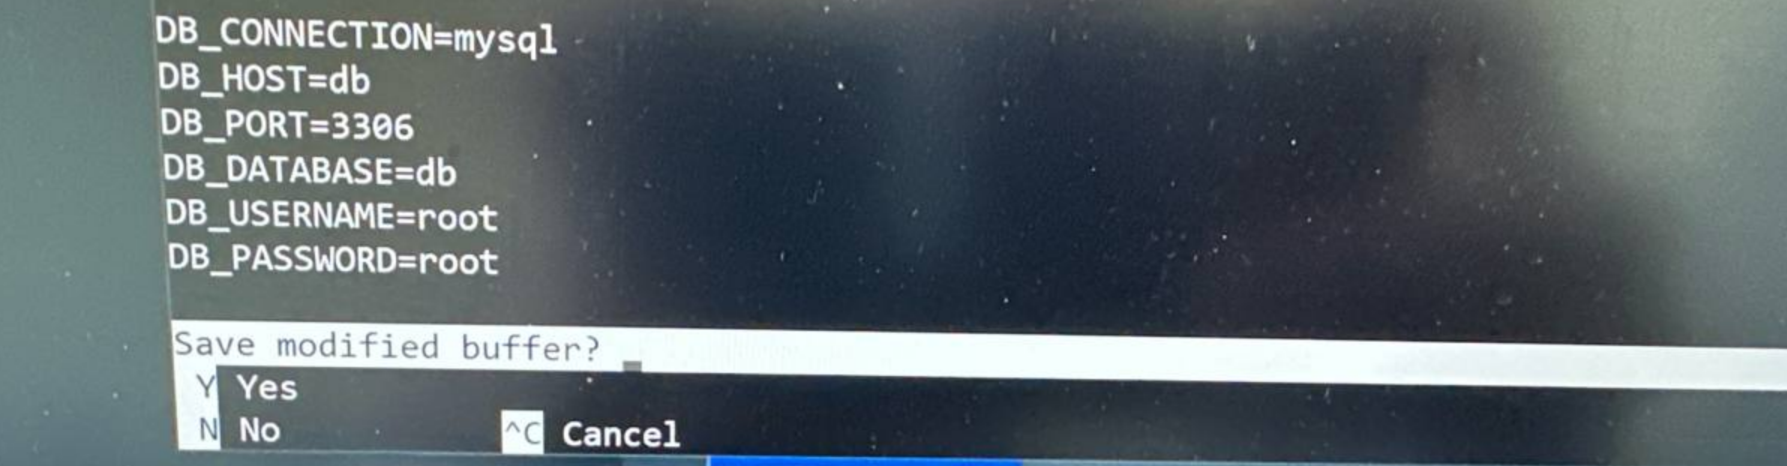 DB_CONNECTION=mysql
DB_HOST=db
DB_PORT=3306
DB_DATABASE=db
DB_USERNAME=root
DB_PASSWORD=root
Save modified buffer?
Y Yes
N No ^C Cancel